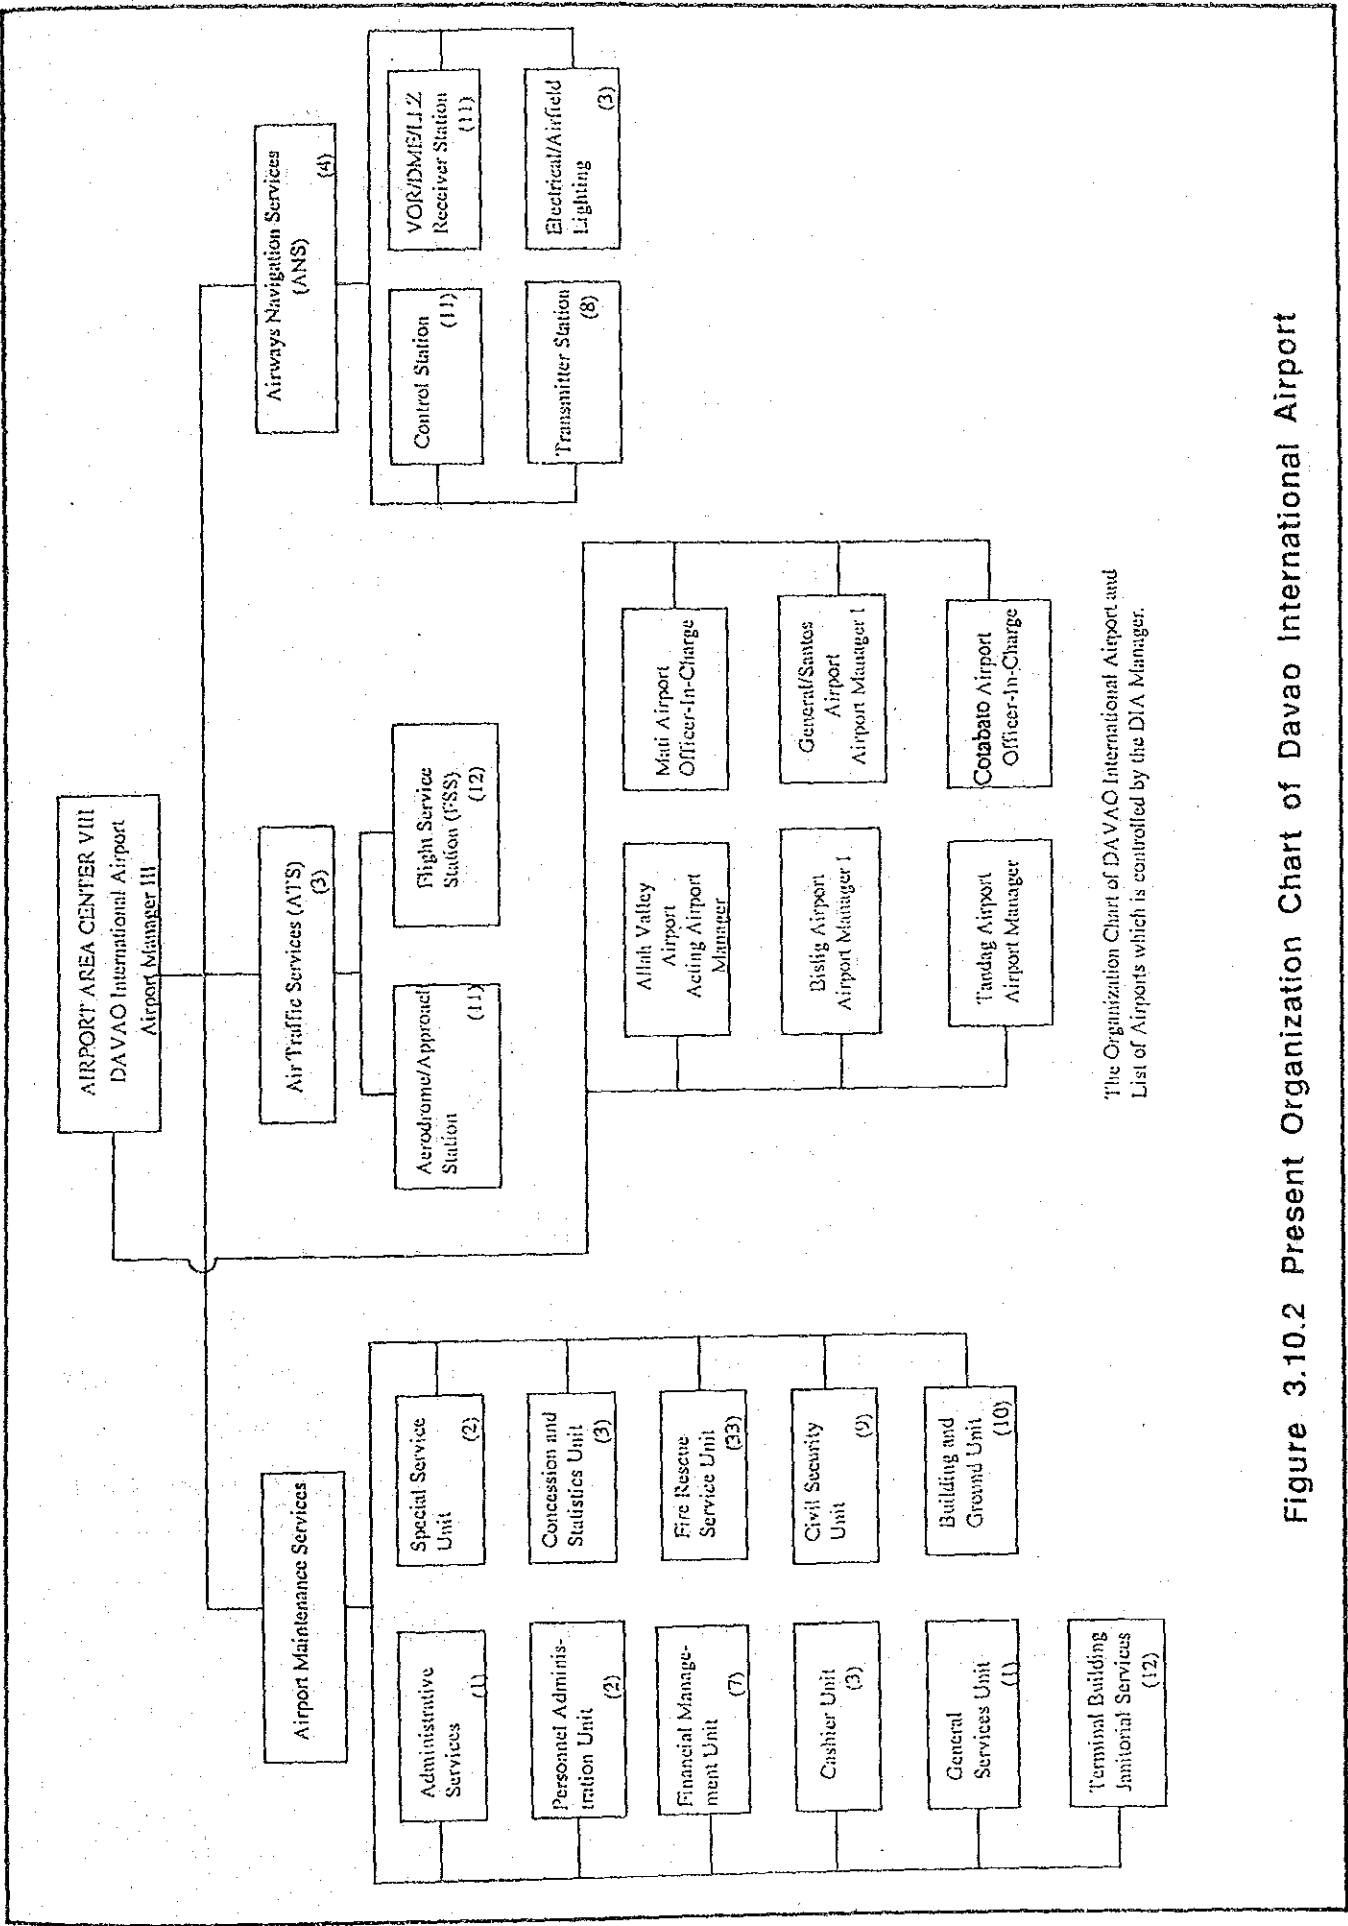 AIRPORT AREA CENTER VIII
DAVAO International Airport
Airport Manager III
Airport Maintenance Services
Administrative
Services
(1)
Special Service
Unit
(2)
Personnel Adminis-
tration Unit
(2)
Concession and
Statistics Unit
(3)
Financial Manage-
ment Unit
(7)
Fire Rescue
Service Unit
(33)
Cashier Unit
(3)
Civil Security
Unit
(9)
General
Services Unit
(1)
Building and
Ground Unit
(10)
Terminal Building
Janitorial Services
(12)
Air Traffic Services (ATS)
(3)
Aerodrome/Approach
Station
(11)
Flight Service
Station (FSS)
(12)
Airways Navigation Services
(ANS)
(4)
Control Station
(11)
VOR/DME/LLZ
Receiver Station
(11)
Transmitter Station
(8)
Electrical/Airfield
Lighting
(3)
Allah Valley
Airport
Acting Airport
Manager
Mati Airport
Officer-In-Charge
Bislig Airport
Airport Manager I
General/Santos
Airport
Airport Manager I
Tandag Airport
Airport Manager
Cotabato Airport
Officer-In-Charge
The Organization Chart of DAVAO International Airport and
List of Airports which is controlled by the DIA Manager.
Figure 3.10.2 Present Organization Chart of Davao International Airport